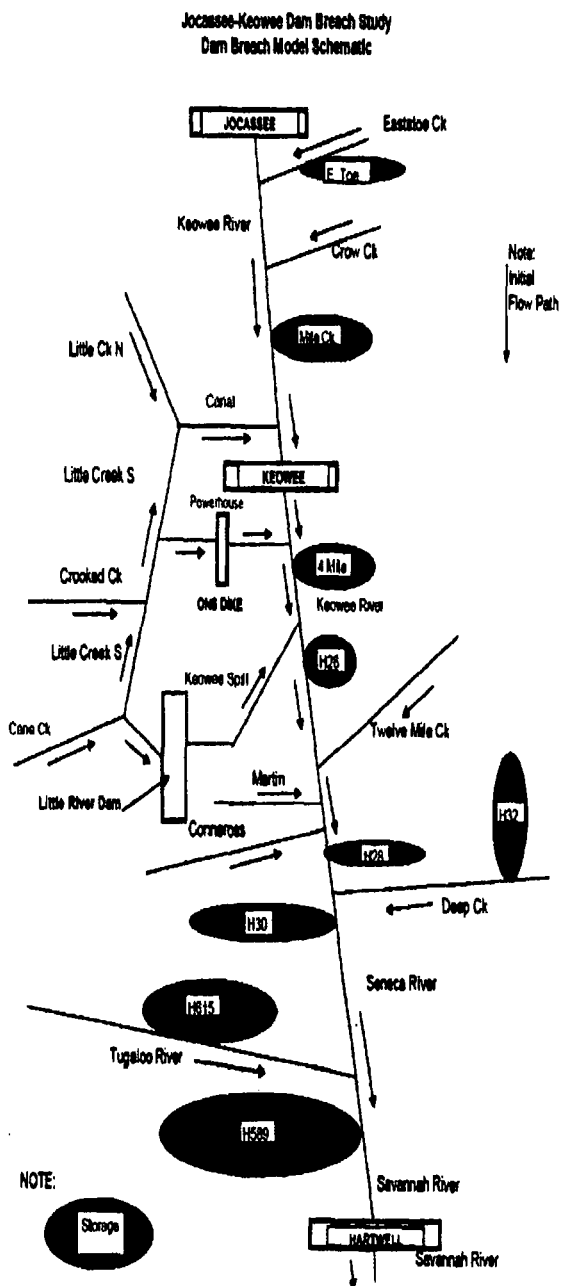 Jocassee-Keowee Dam Breach Study
Dam Breach Model Schematic
JOCASSEE
Eastatoe Ck
E. Toe
Keowee River
Crow Ck
Note:
Initial
Flow Path
Mile Ck
Little Ck N
Canal
Little Creek S
KEOWEE
Powerhouse
4 Mile
Crooked Ck
ONS DIKE
Keowee River
Little Creek S
H26
Keowee Spill
Cane Ck
Twelve Mile Ck
Martin
Little River Dam
H32
Conneross
H28
Deep Ck
H30
Seneca River
H615
Tugaloo River
H589
NOTE:
Savannah River
Storage
HARTWELL
Savannah River